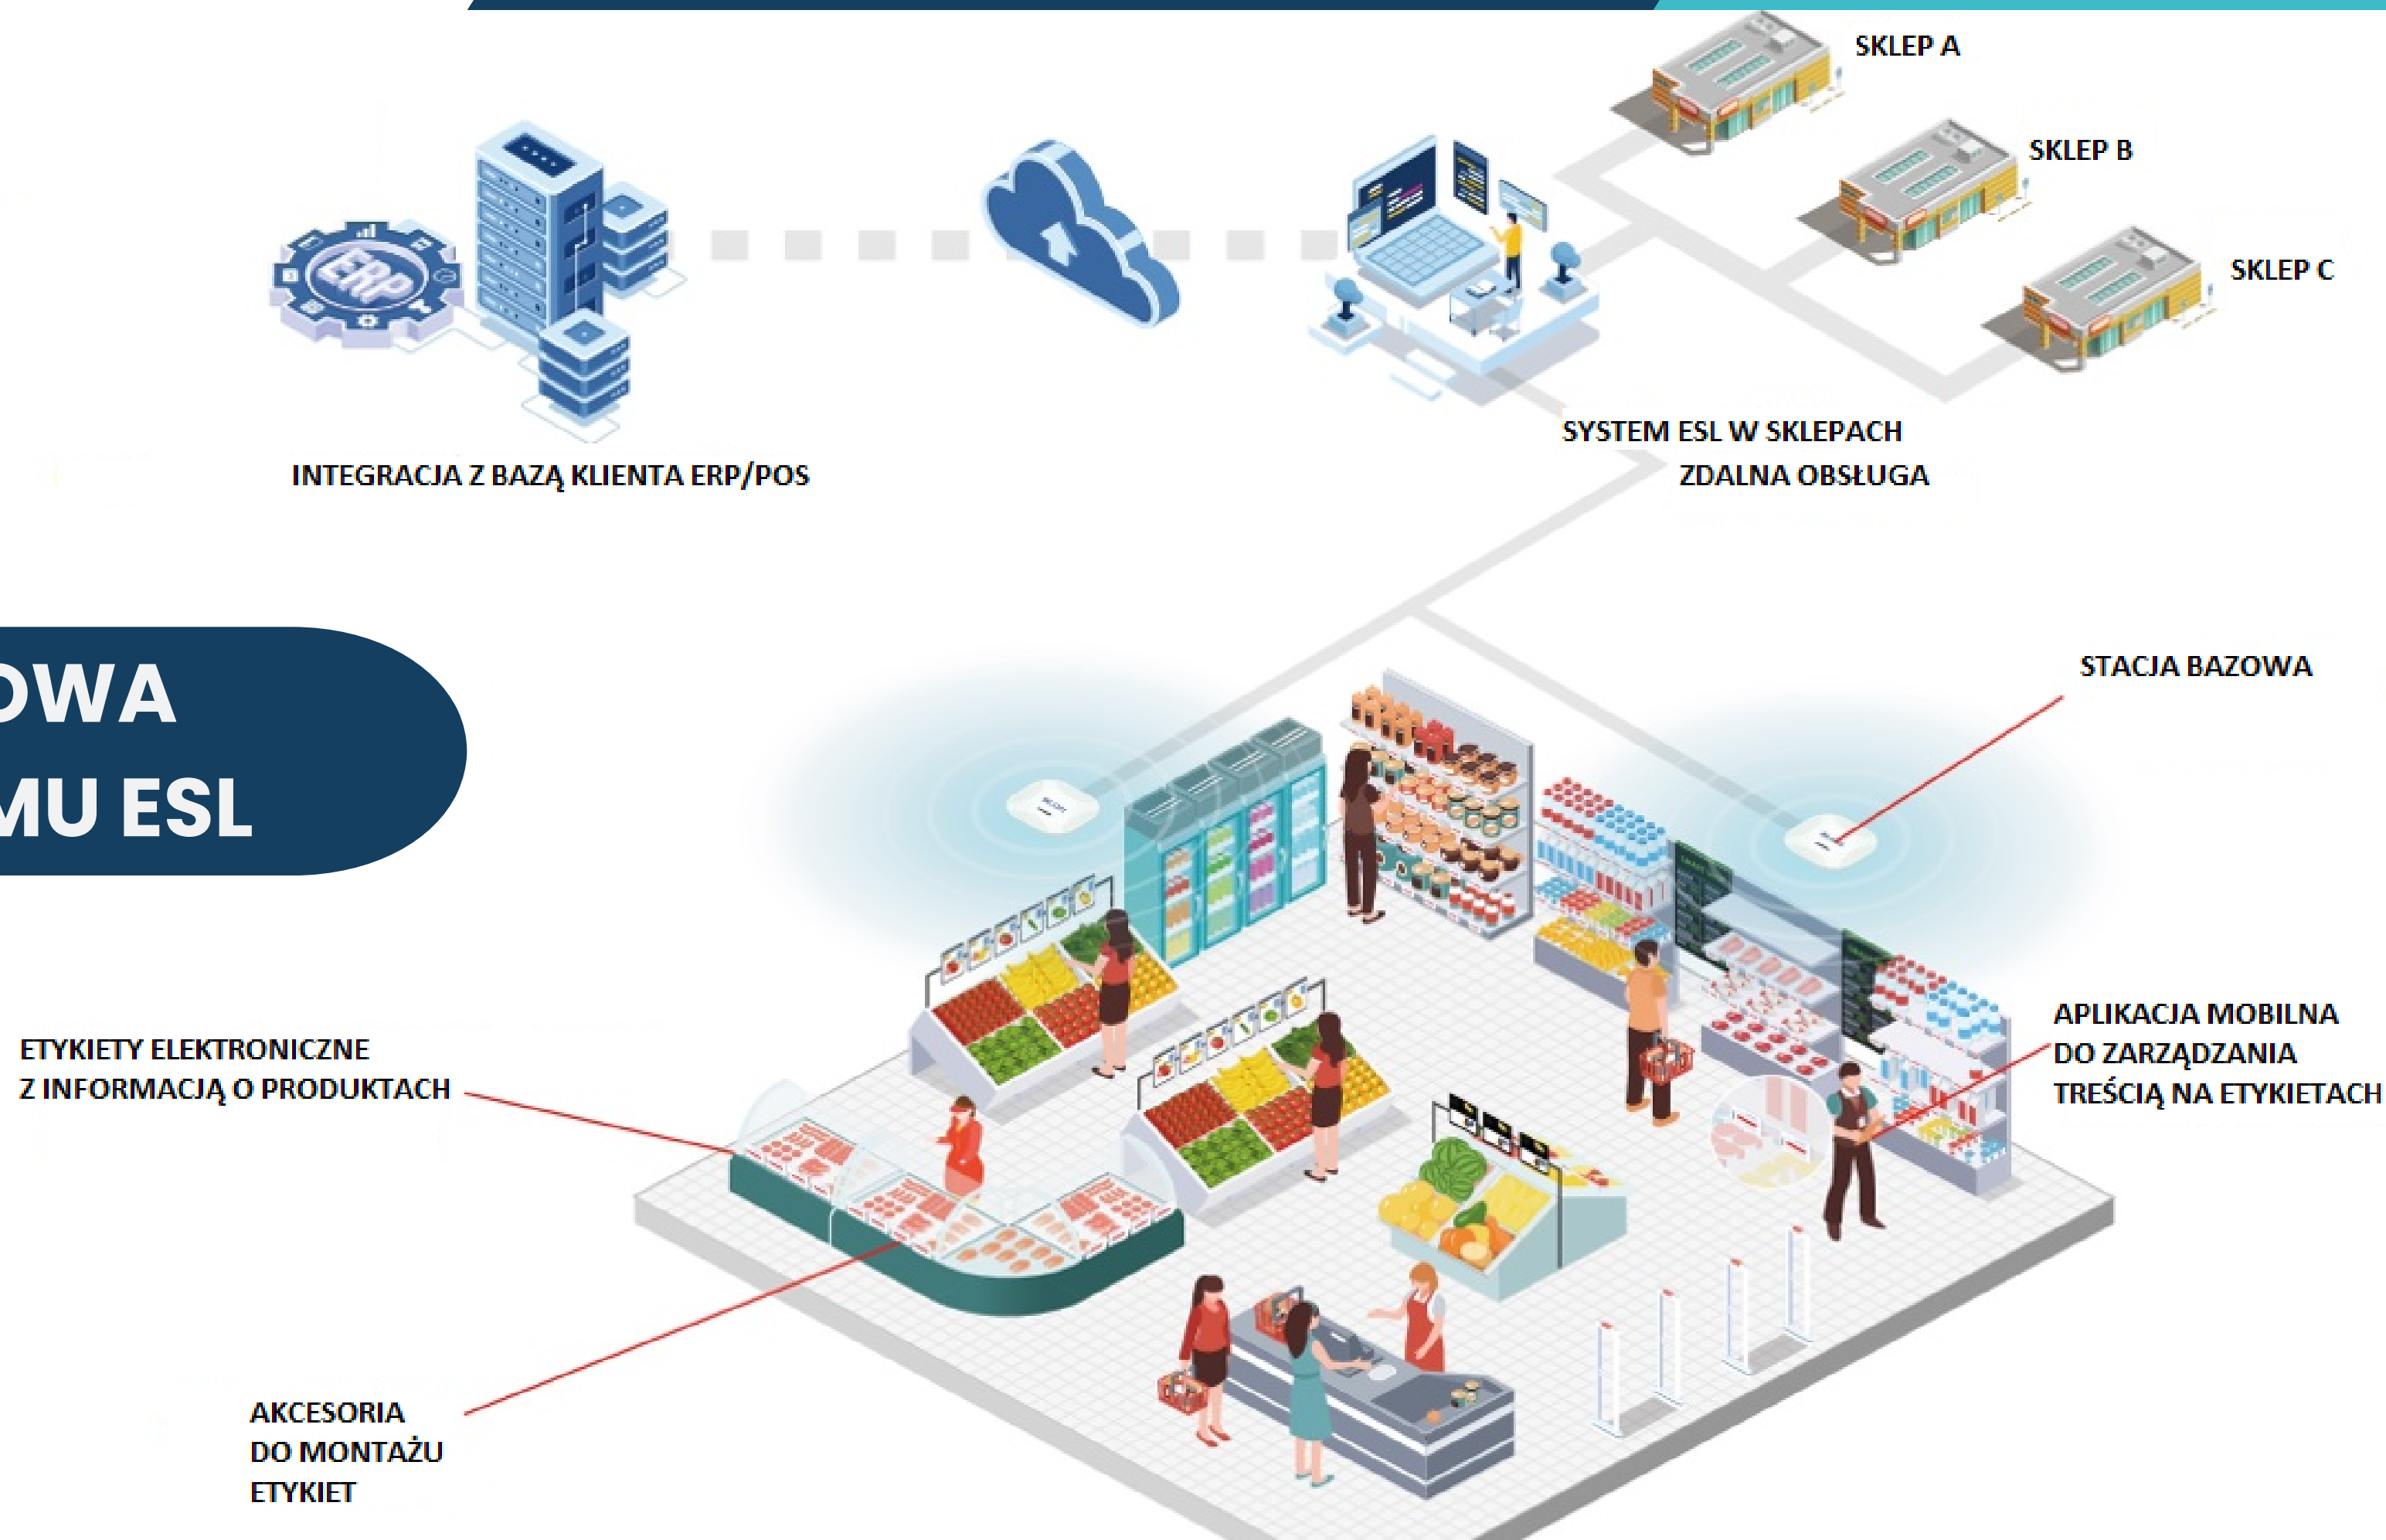 SKLEP A
SKLEP B
SKLEP C
ERP
SYSTEM ESL W SKLEPACH
ZDALNA OBSŁUGA
INTEGRACJA Z BAZĄ KLIENTA ERP/POS
OWA
MU ESL
STACJA BAZOWA
ETYKIETY ELEKTRONICZNE
Z INFORMACJĄ O PRODUKTACH
APLIKACJA MOBILNA
DO ZARZĄDZANIA
TREŚCIĄ NA ETYKIETACH
AKCESORIA
DO MONTAŻU
ETYKIET